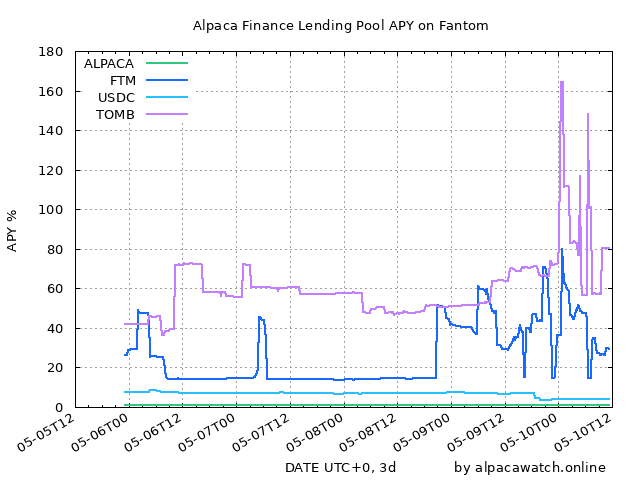 Alpaca Finance Lending Pool APY on Fantom
180
160
140
120
100
80
60
40
20
0
APY %
ALPACA
FTM
USDC
TOMB
05-05T12
05-06T00
05-06T12
05-07T00
05-07T12
05-08T00
05-08T12
05-09T00
05-09T12
05-10T00
05-10T12
DATE UTC+0, 3d
by alpacawatch.online